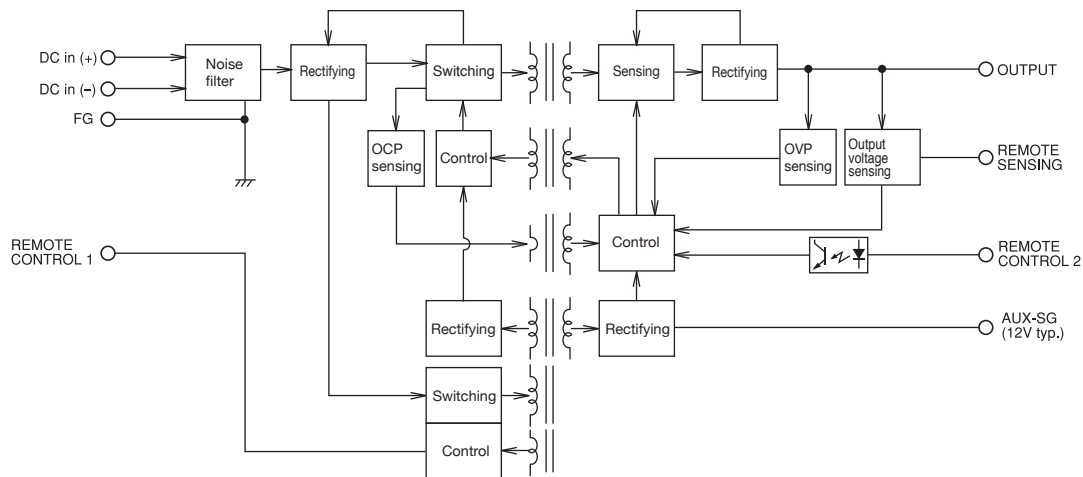 DC in (+)
DC in (−)
FG
Noise
filter
Rectifying
Switching
Sensing
Rectifying
OUTPUT
OCP
sensing
Control
OVP
sensing
Output
voltage
sensing
REMOTE
SENSING
REMOTE
CONTROL 1
Control
REMOTE
CONTROL 2
Rectifying
Rectifying
AUX-SG
(12V typ.)
Switching
Control